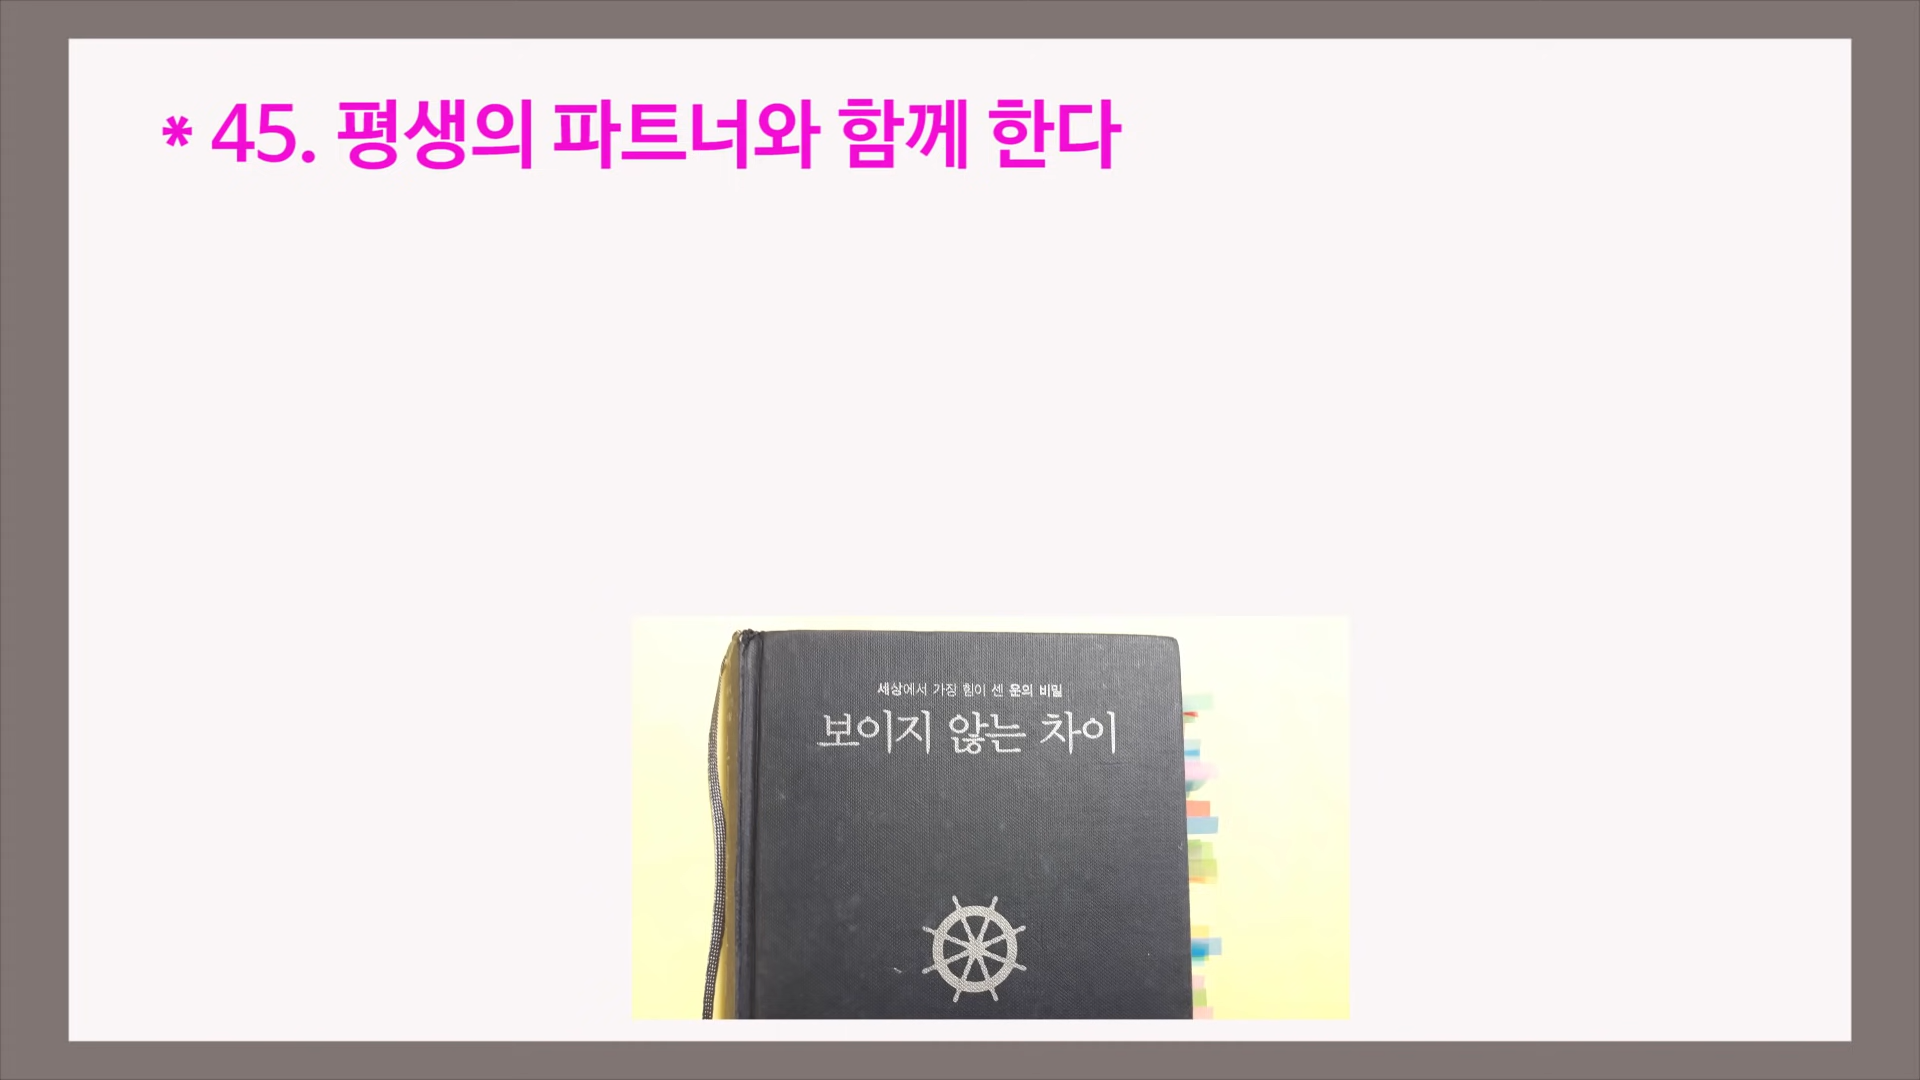 * 45. 평생의 파트너와 함께 한다
세상에서 가장 힘이 센 운의 비밀
보이지 않는 차이